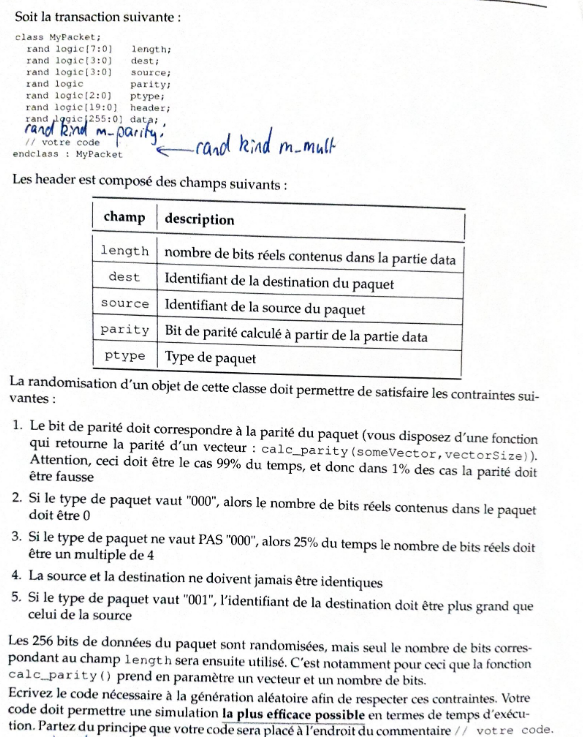 Soit la transaction suivante :
class MyPacket;
rand logic[7:0] length;
rand logic[3:0] dest;
rand logic[3:0] source;
rand logic parity;
rand logic[2:0] ptype;
rand logic[19:0] header;
rand logic[255:0] data;
rand kind m_parity;
// votre code
rand kind m_mult
endclass : MyPacket
Les header est composé des champs suivants :
champ description
length nombre de bits réels contenus dans la partie data
dest Identifiant de la destination du paquet
source Identifiant de la source du paquet
parity Bit de parité calculé à partir de la partie data
ptype Type de paquet
La randomisation d'un objet de cette classe doit permettre de satisfaire les contraintes sui-
vantes :
1. Le bit de parité doit correspondre à la parité du paquet (vous disposez d'une fonction
qui retourne la parité d'un vecteur : calc_parity(someVector,vectorSize)).
Attention, ceci doit être le cas 99% du temps, et donc dans 1% des cas la parité doit
être fausse
2. Si le type de paquet vaut "000", alors le nombre de bits réels contenus dans le paquet
doit être 0
3. Si le type de paquet ne vaut PAS "000", alors 25% du temps le nombre de bits réels doit
être un multiple de 4
4. La source et la destination ne doivent jamais être identiques
5. Si le type de paquet vaut "001", l'identifiant de la destination doit être plus grand que
celui de la source
Les 256 bits de données du paquet sont randomisées, mais seul le nombre de bits corres-
pondant au champ length sera ensuite utilisé. C'est notamment pour ceci que la fonction
calc_parity() prend en paramètre un vecteur et un nombre de bits.
Ecrivez le code nécessaire à la génération aléatoire afin de respecter ces contraintes. Votre
code doit permettre une simulation la plus efficace possible en termes de temps d'exécu-
tion. Partez du principe que votre code sera placé à l'endroit du commentaire // votre code.